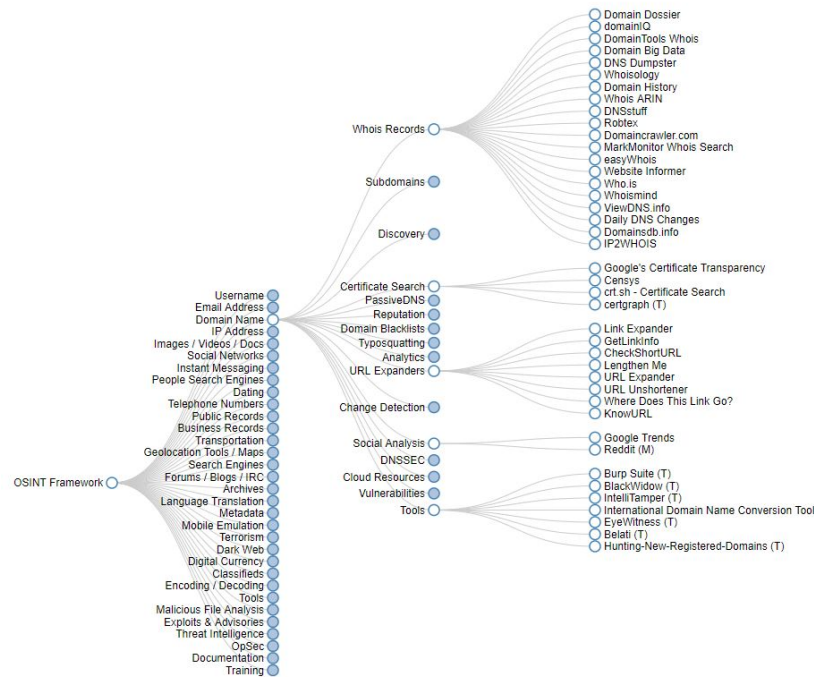 OSINT Framework
Username
Email Address
Domain Name
IP Address
Images / Videos / Docs
Social Networks
Instant Messaging
People Search Engines
Dating
Telephone Numbers
Public Records
Business Records
Transportation
Geolocation Tools / Maps
Search Engines
Forums / Blogs / IRC
Archives
Language Translation
Metadata
Mobile Emulation
Terrorism
Dark Web
Digital Currency
Classifieds
Encoding / Decoding
Tools
Malicious File Analysis
Exploits & Advisories
Threat Intelligence
OpSec
Documentation
Training
Whois Records
Subdomains
Discovery
Certificate Search
PassiveDNS
Reputation
Domain Blacklists
Typosquatting
Analytics
URL Expanders
Change Detection
Social Analysis
DNSSEC
Cloud Resources
Vulnerabilities
Tools
Domain Dossier
domainIQ
DomainTools Whois
Domain Big Data
DNS Dumpster
Whoisology
Domain History
Whois ARIN
DNSstuff
Robtex
Domaincrawler.com
MarkMonitor Whois Search
easyWhois
Website Informer
Who.is
Whoismind
ViewDNS.info
Daily DNS Changes
Domainsdb.info
IP2WHOIS
Google's Certificate Transparency
Censys
crt.sh - Certificate Search
certgraph (T)
Link Expander
GetLinkInfo
CheckShortURL
Lengthen Me
URL Expander
URL Unshortener
Where Does This Link Go?
KnowURL
Google Trends
Reddit (M)
Burp Suite (T)
BlackWidow (T)
IntelliTamper (T)
International Domain Name Conversion Tool
EyeWitness (T)
Belati (T)
Hunting-New-Registered-Domains (T)